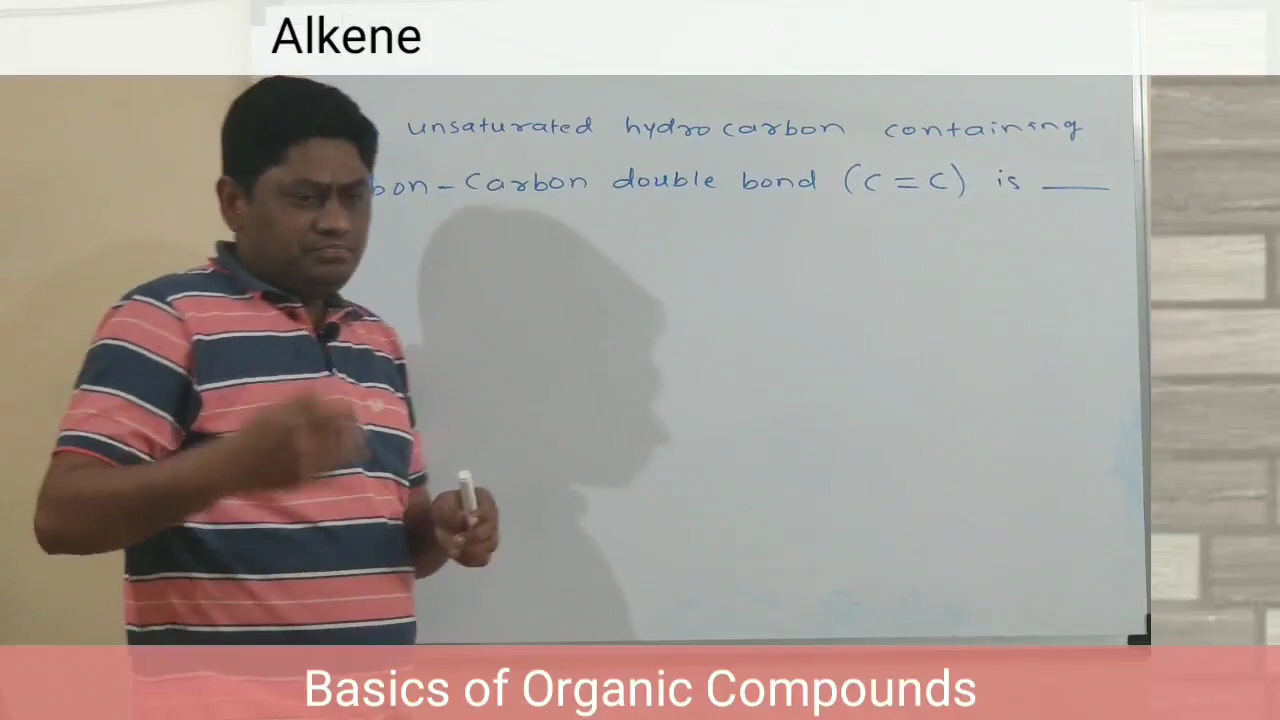 Alkene
unsaturated hydrocarbon containing
bon-Carbon double bond (C=C) is ___
Basics of Organic Compounds